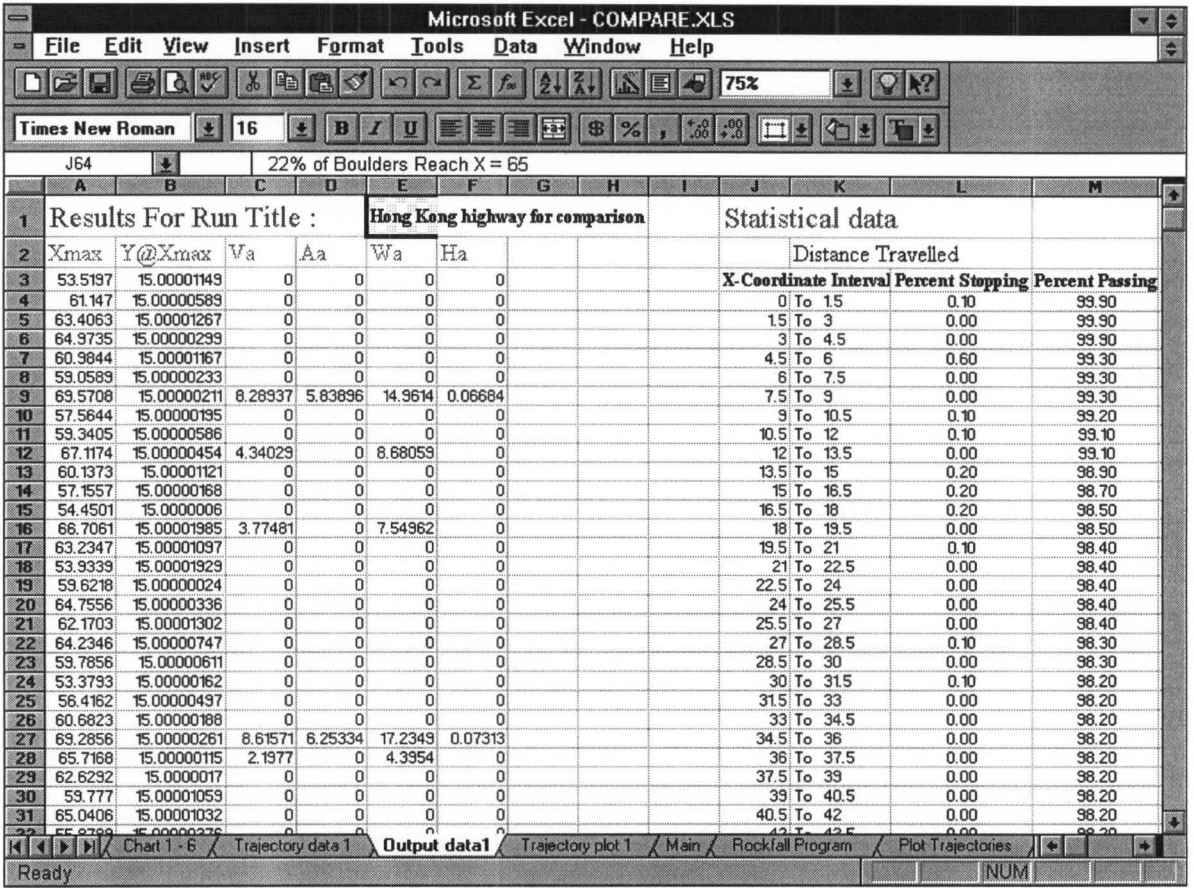 Microsoft Excel - COMPARE.XLS
File Edit View Insert Format Tools Data Window Help
75%
Times New Roman 16 B I U $ % ,
J64 22% of Boulders Reach X = 65
A B C D E F G H I J K L M
1 Results For Run Title : Hong Kong highway for comparison Statistical data
2 Xmax Y@Xmax Va Aa Wa Ha Distance Travelled
3 53.5197 15.00001149 0 0 0 0 X-Coordinate Interval Percent Stopping Percent Passing
4 61.147 15.00000589 0 0 0 0 0 To 1.5 0.10 99.90
5 63.4063 15.00001267 0 0 0 0 1.5 To 3 0.00 99.90
6 64.9735 15.00000299 0 0 0 0 3 To 4.5 0.00 99.90
7 60.9844 15.00001167 0 0 0 0 4.5 To 6 0.60 99.30
8 59.0589 15.00000233 0 0 0 0 6 To 7.5 0.00 99.30
9 69.5708 15.00000211 8.28937 5.83896 14.9614 0.06684 7.5 To 9 0.00 99.30
10 57.5644 15.00000195 0 0 0 0 9 To 10.5 0.10 99.20
11 59.3405 15.00000586 0 0 0 0 10.5 To 12 0.10 99.10
12 67.1174 15.00000454 4.34029 0 8.68059 0 12 To 13.5 0.00 99.10
13 60.1373 15.00001121 0 0 0 0 13.5 To 15 0.20 98.90
14 57.1557 15.00000168 0 0 0 0 15 To 16.5 0.20 98.70
15 54.4501 15.0000006 0 0 0 0 16.5 To 18 0.20 98.50
16 66.7061 15.00001985 3.77481 0 7.54962 0 18 To 19.5 0.00 98.50
17 63.2347 15.00001097 0 0 0 0 19.5 To 21 0.10 98.40
18 53.9339 15.00001929 0 0 0 0 21 To 22.5 0.00 98.40
19 59.6218 15.00000024 0 0 0 0 22.5 To 24 0.00 98.40
20 64.7556 15.00000336 0 0 0 0 24 To 25.5 0.00 98.40
21 62.1703 15.00001302 0 0 0 0 25.5 To 27 0.00 98.40
22 64.2346 15.00000747 0 0 0 0 27 To 28.5 0.10 98.30
23 59.7856 15.00000611 0 0 0 0 28.5 To 30 0.00 98.30
24 53.3793 15.00000162 0 0 0 0 30 To 31.5 0.10 98.20
25 56.4162 15.00000497 0 0 0 0 31.5 To 33 0.00 98.20
26 60.6823 15.00000188 0 0 0 0 33 To 34.5 0.00 98.20
27 69.2856 15.00000261 8.61571 6.25334 17.2349 0.07313 34.5 To 36 0.00 98.20
28 65.7168 15.00000115 2.1977 0 4.3954 0 36 To 37.5 0.00 98.20
29 62.6292 15.0000017 0 0 0 0 37.5 To 39 0.00 98.20
30 59.777 15.00001059 0 0 0 0 39 To 40.5 0.00 98.20
31 65.0406 15.00001032 0 0 0 0 40.5 To 42 0.00 98.20
Chart 1 - 6 Trajectory data 1 Output data1 Trajectory plot 1 Main Rockfall Program Plot Trajectories
Ready NUM